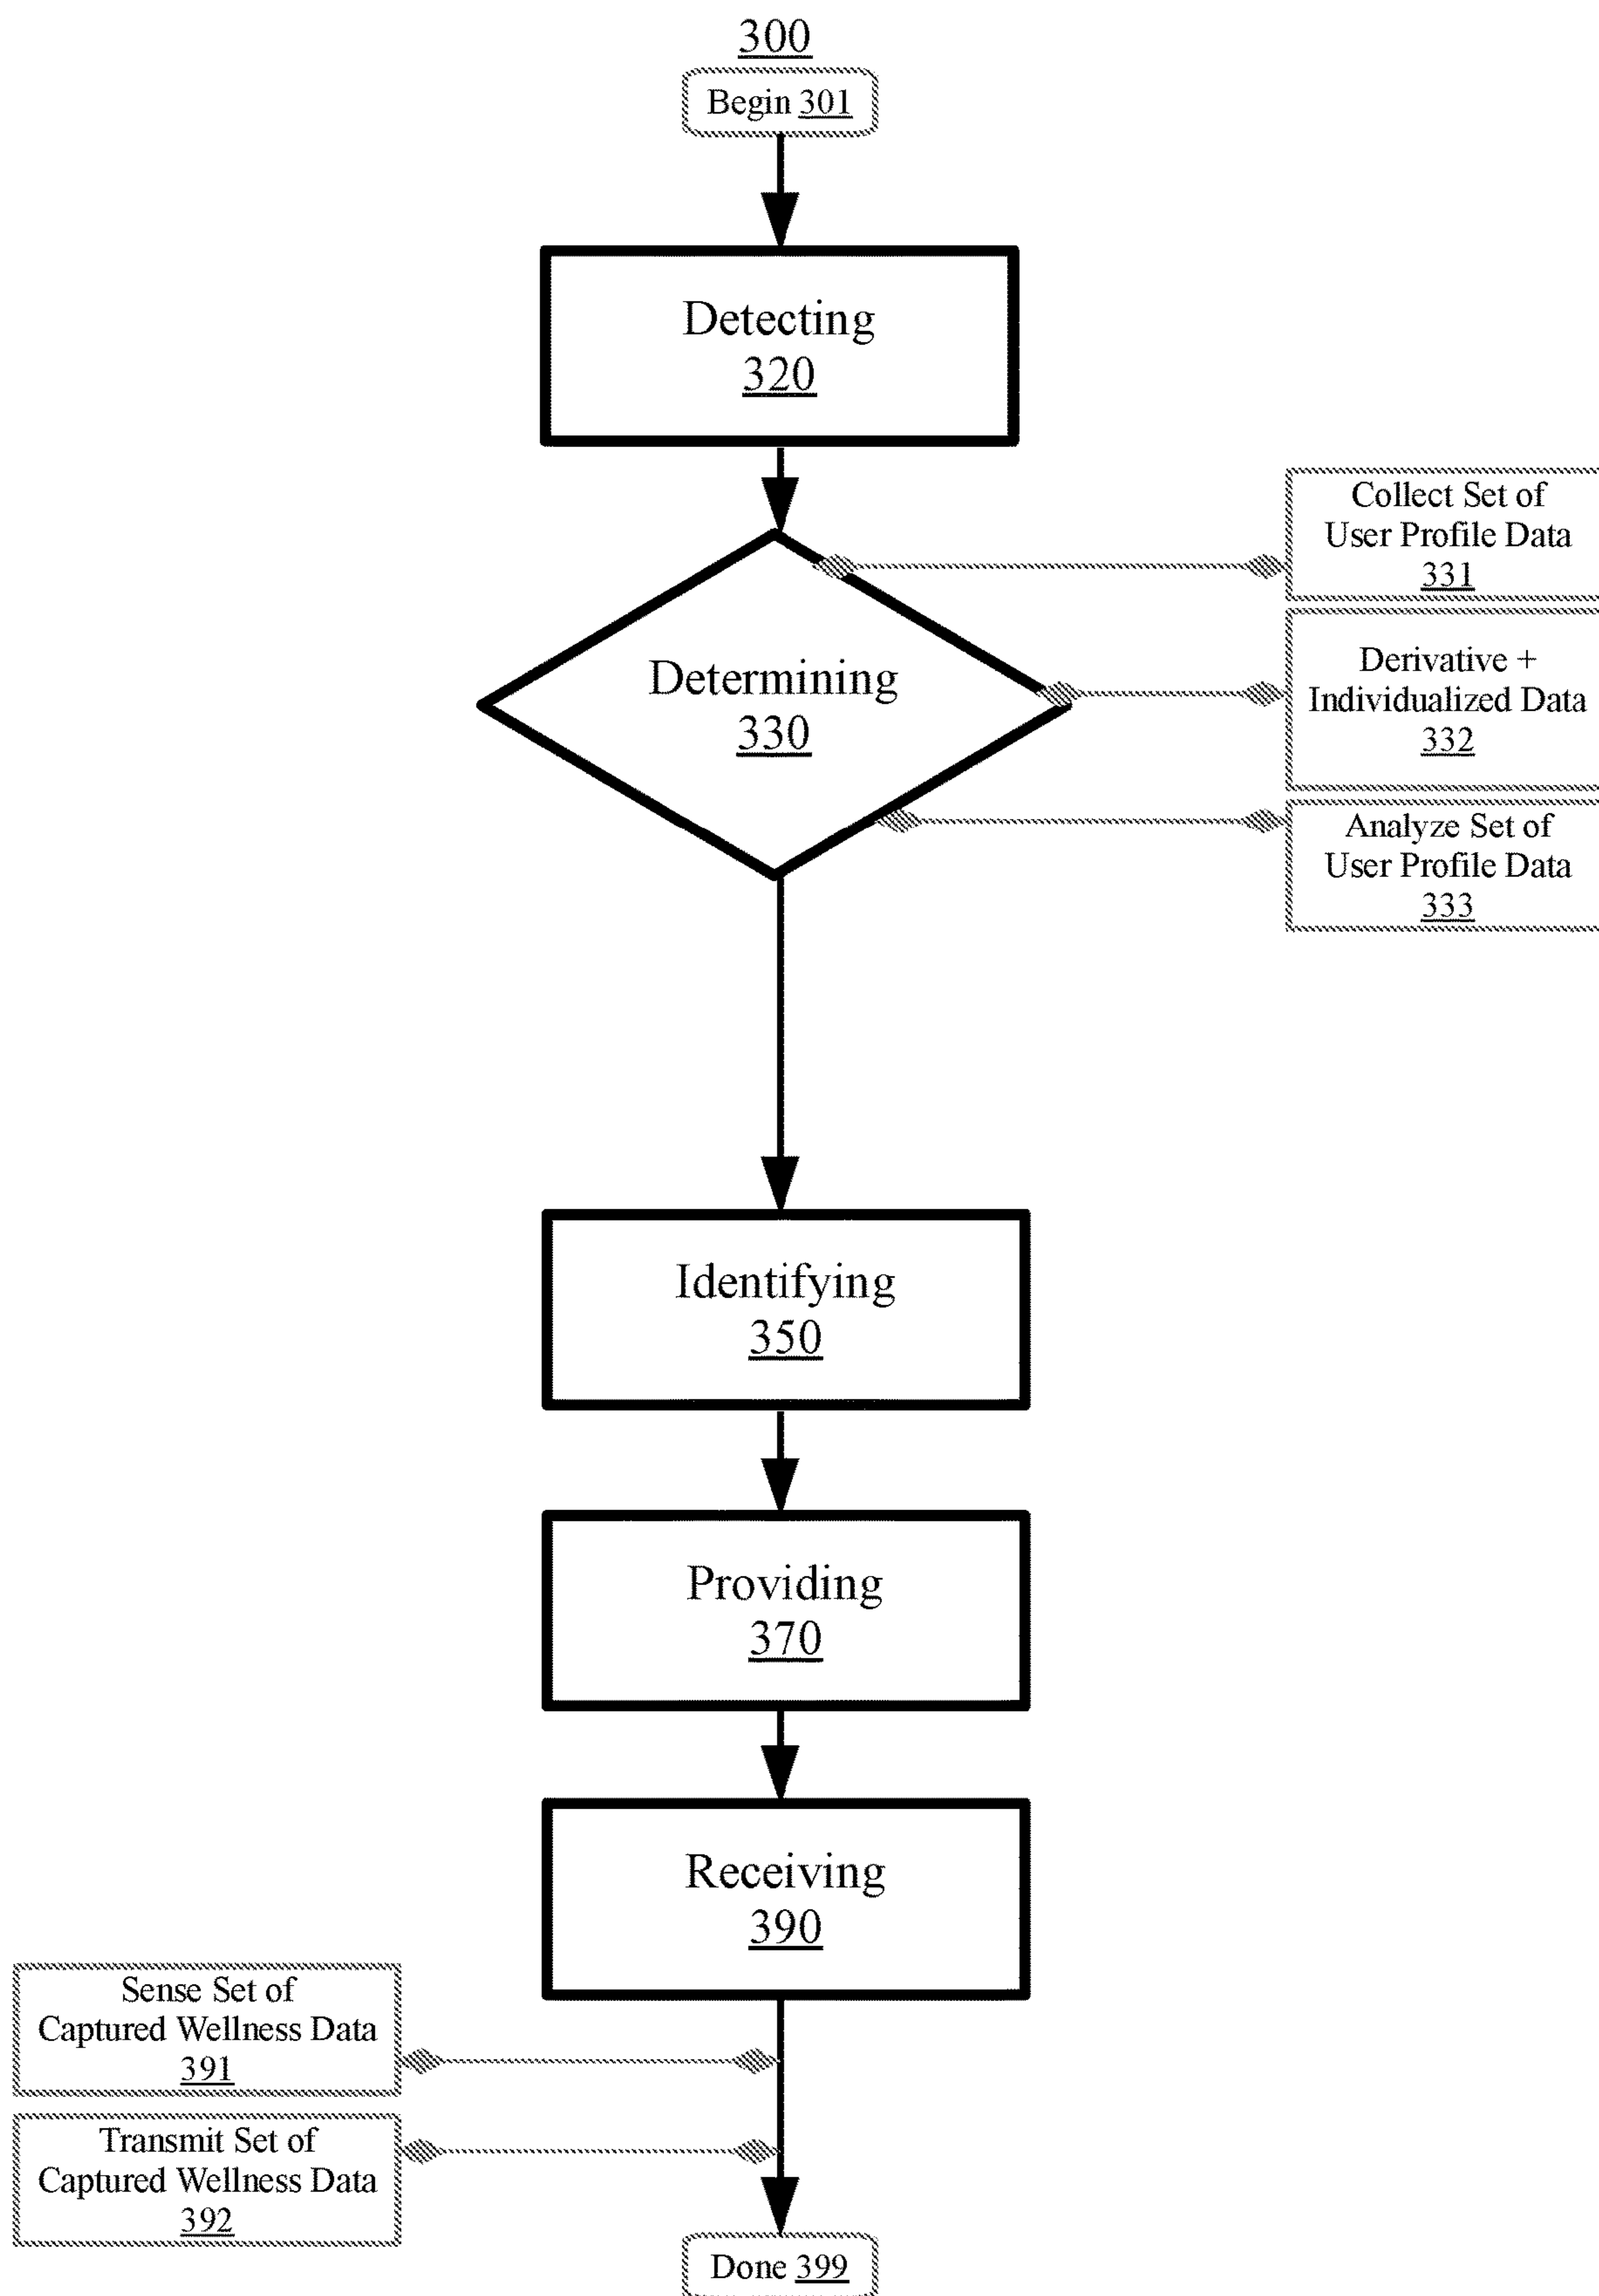 300
Begin 301
Detecting
320
Collect Set of
User Profile Data
331
Determining
330
Derivative +
Individualized Data
332
Analyze Set of
User Profile Data
333
Identifying
350
Providing
370
Receiving
390
Sense Set of
Captured Wellness Data
391
Transmit Set of
Captured Wellness Data
392
Done 399